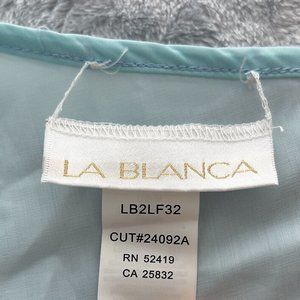 LA BLANCA
LB2LF32
CUT#24092A
RN 52419
CA 25832